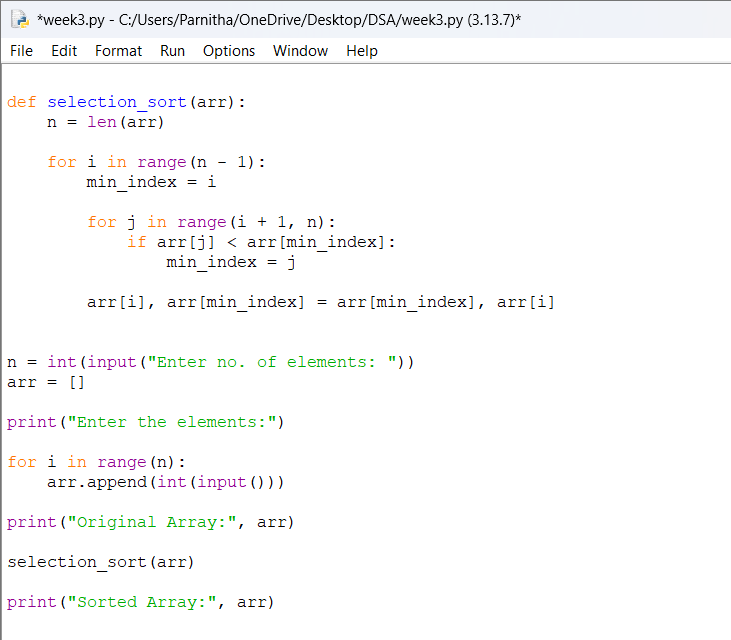 *week3.py - C:/Users/Parnitha/OneDrive/Desktop/DSA/week3.py (3.13.7)*
File Edit Format Run Options Window Help
def selection_sort(arr):
    n = len(arr)
    for i in range(n - 1):
        min_index = i
        for j in range(i + 1, n):
            if arr[j] < arr[min_index]:
                min_index = j
        arr[i], arr[min_index] = arr[min_index], arr[i]
n = int(input("Enter no. of elements: "))
arr = []
print("Enter the elements:")
for i in range(n):
    arr.append(int(input()))
print("Original Array:", arr)
selection_sort(arr)
print("Sorted Array:", arr)